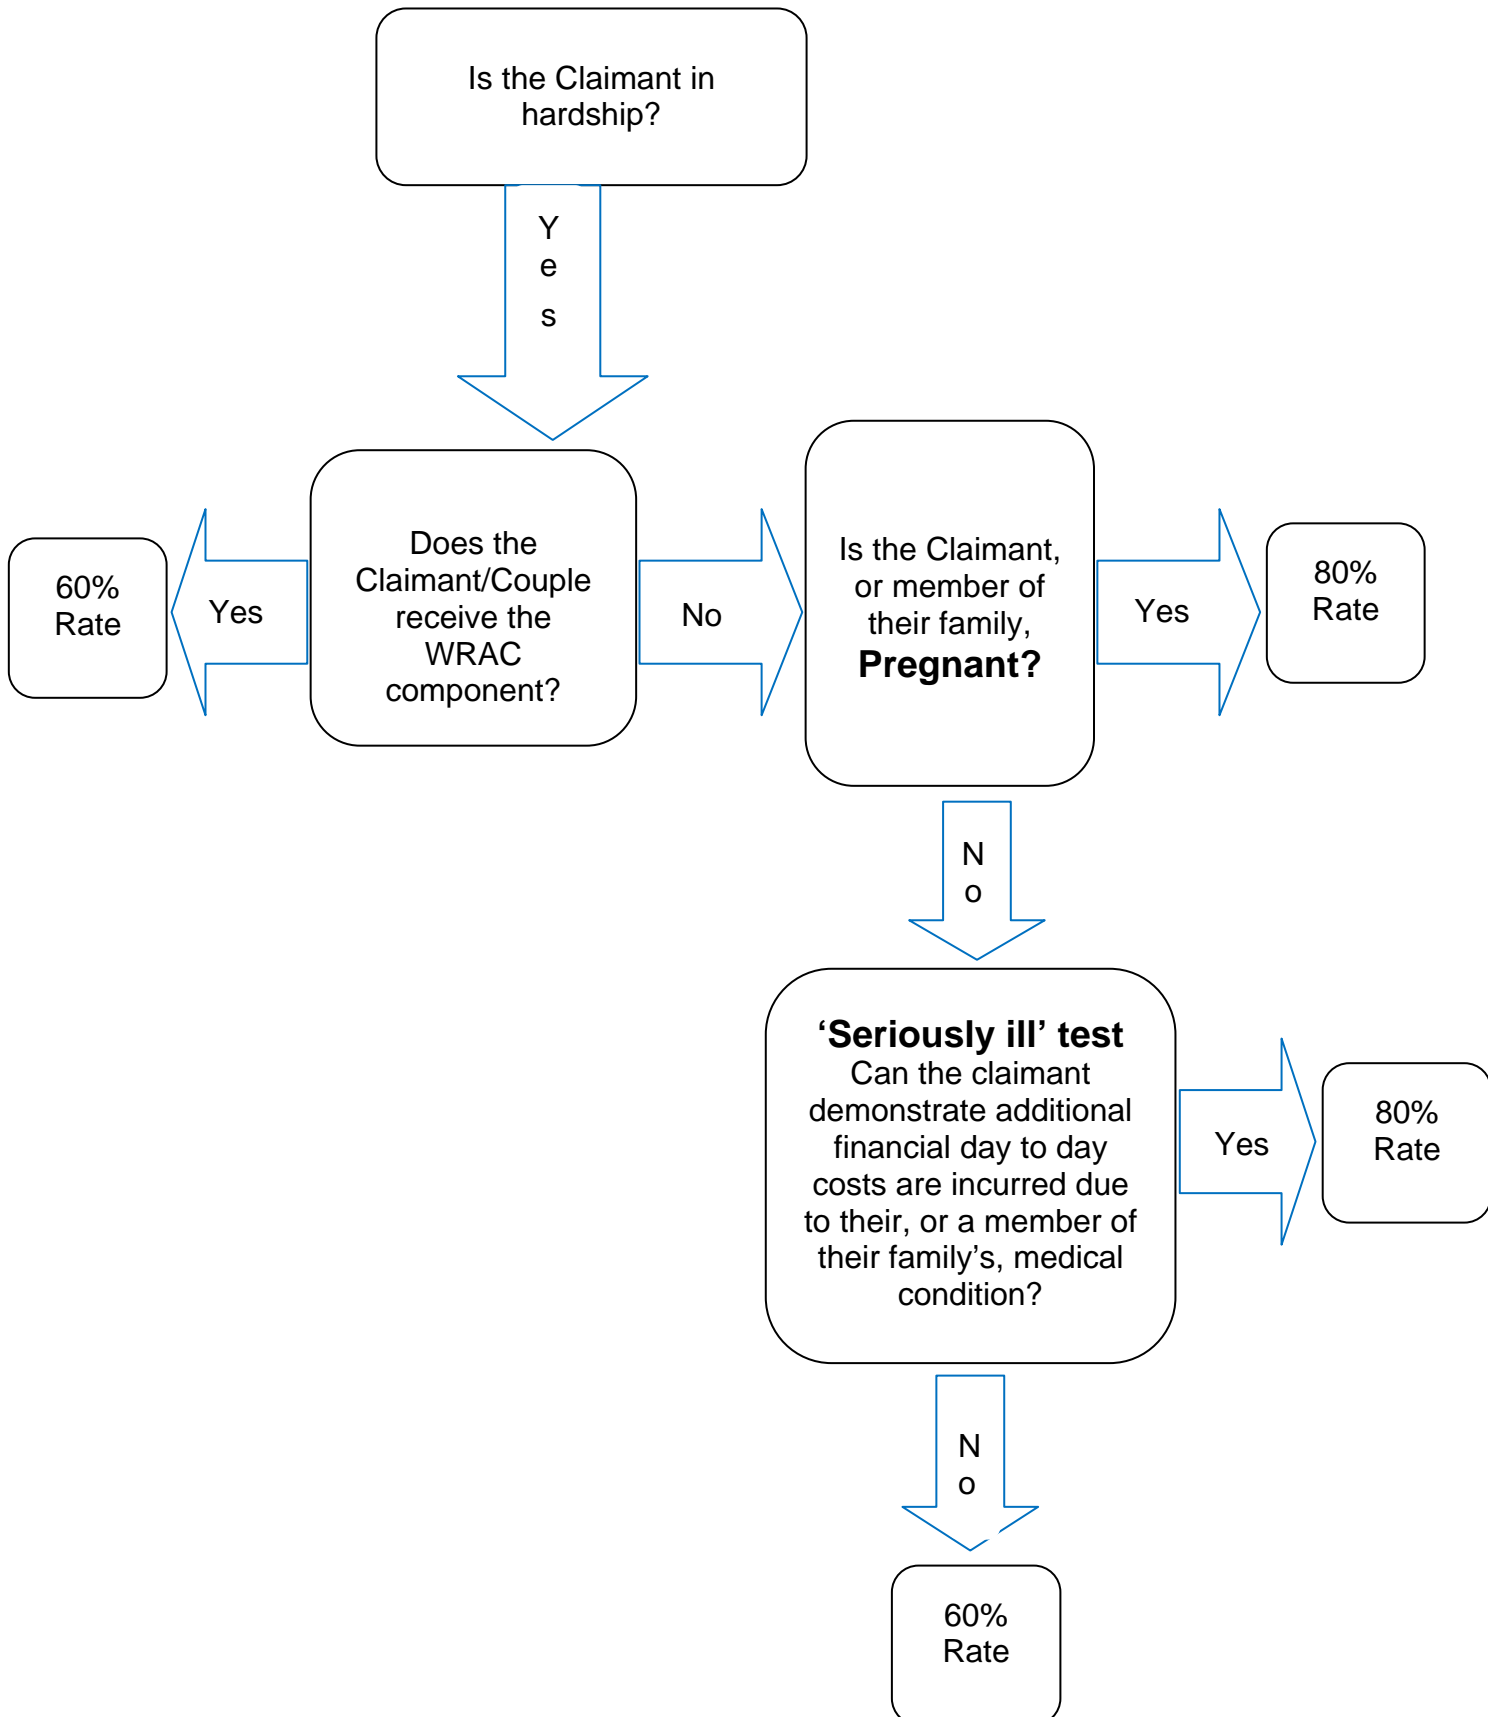 Is the Claimant in
hardship?
Y
e
s
Does the
Claimant/Couple
receive the
WRAC
component?
Yes
60%
Rate
No
Is the Claimant,
or member of
their family,
Pregnant?
Yes
80%
Rate
N
o
‘Seriously ill’ test
Can the claimant
demonstrate additional
financial day to day
costs are incurred due
to their, or a member of
their family’s, medical
condition?
Yes
80%
Rate
N
o
60%
Rate